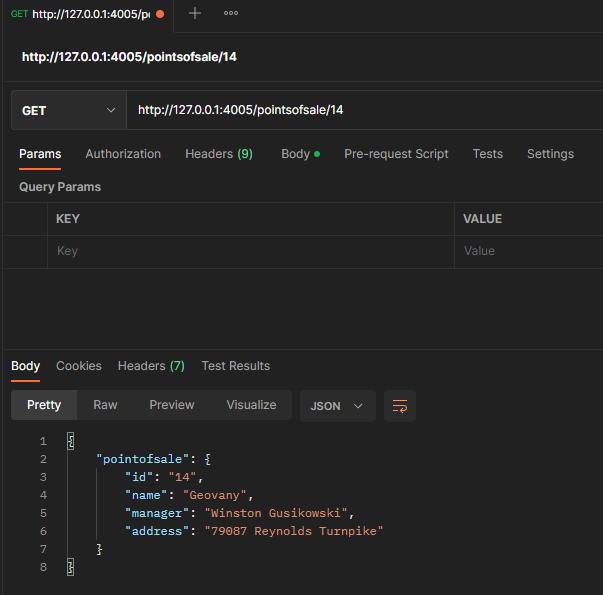 GET http://127.0.0.1:4005/p
http://127.0.0.1:4005/pointsofsale/14
GET http://127.0.0.1:4005/pointsofsale/14
Params Authorization Headers (9) Body Pre-request Script Tests Settings
Query Params
KEY VALUE
Key Value
Body Cookies Headers (7) Test Results
Pretty Raw Preview Visualize JSON
1 {
2 "pointofsale": {
3 "id": "14",
4 "name": "Geovany",
5 "manager": "Winston Gusikowski",
6 "address": "79087 Reynolds Turnpike"
7 }
8 }